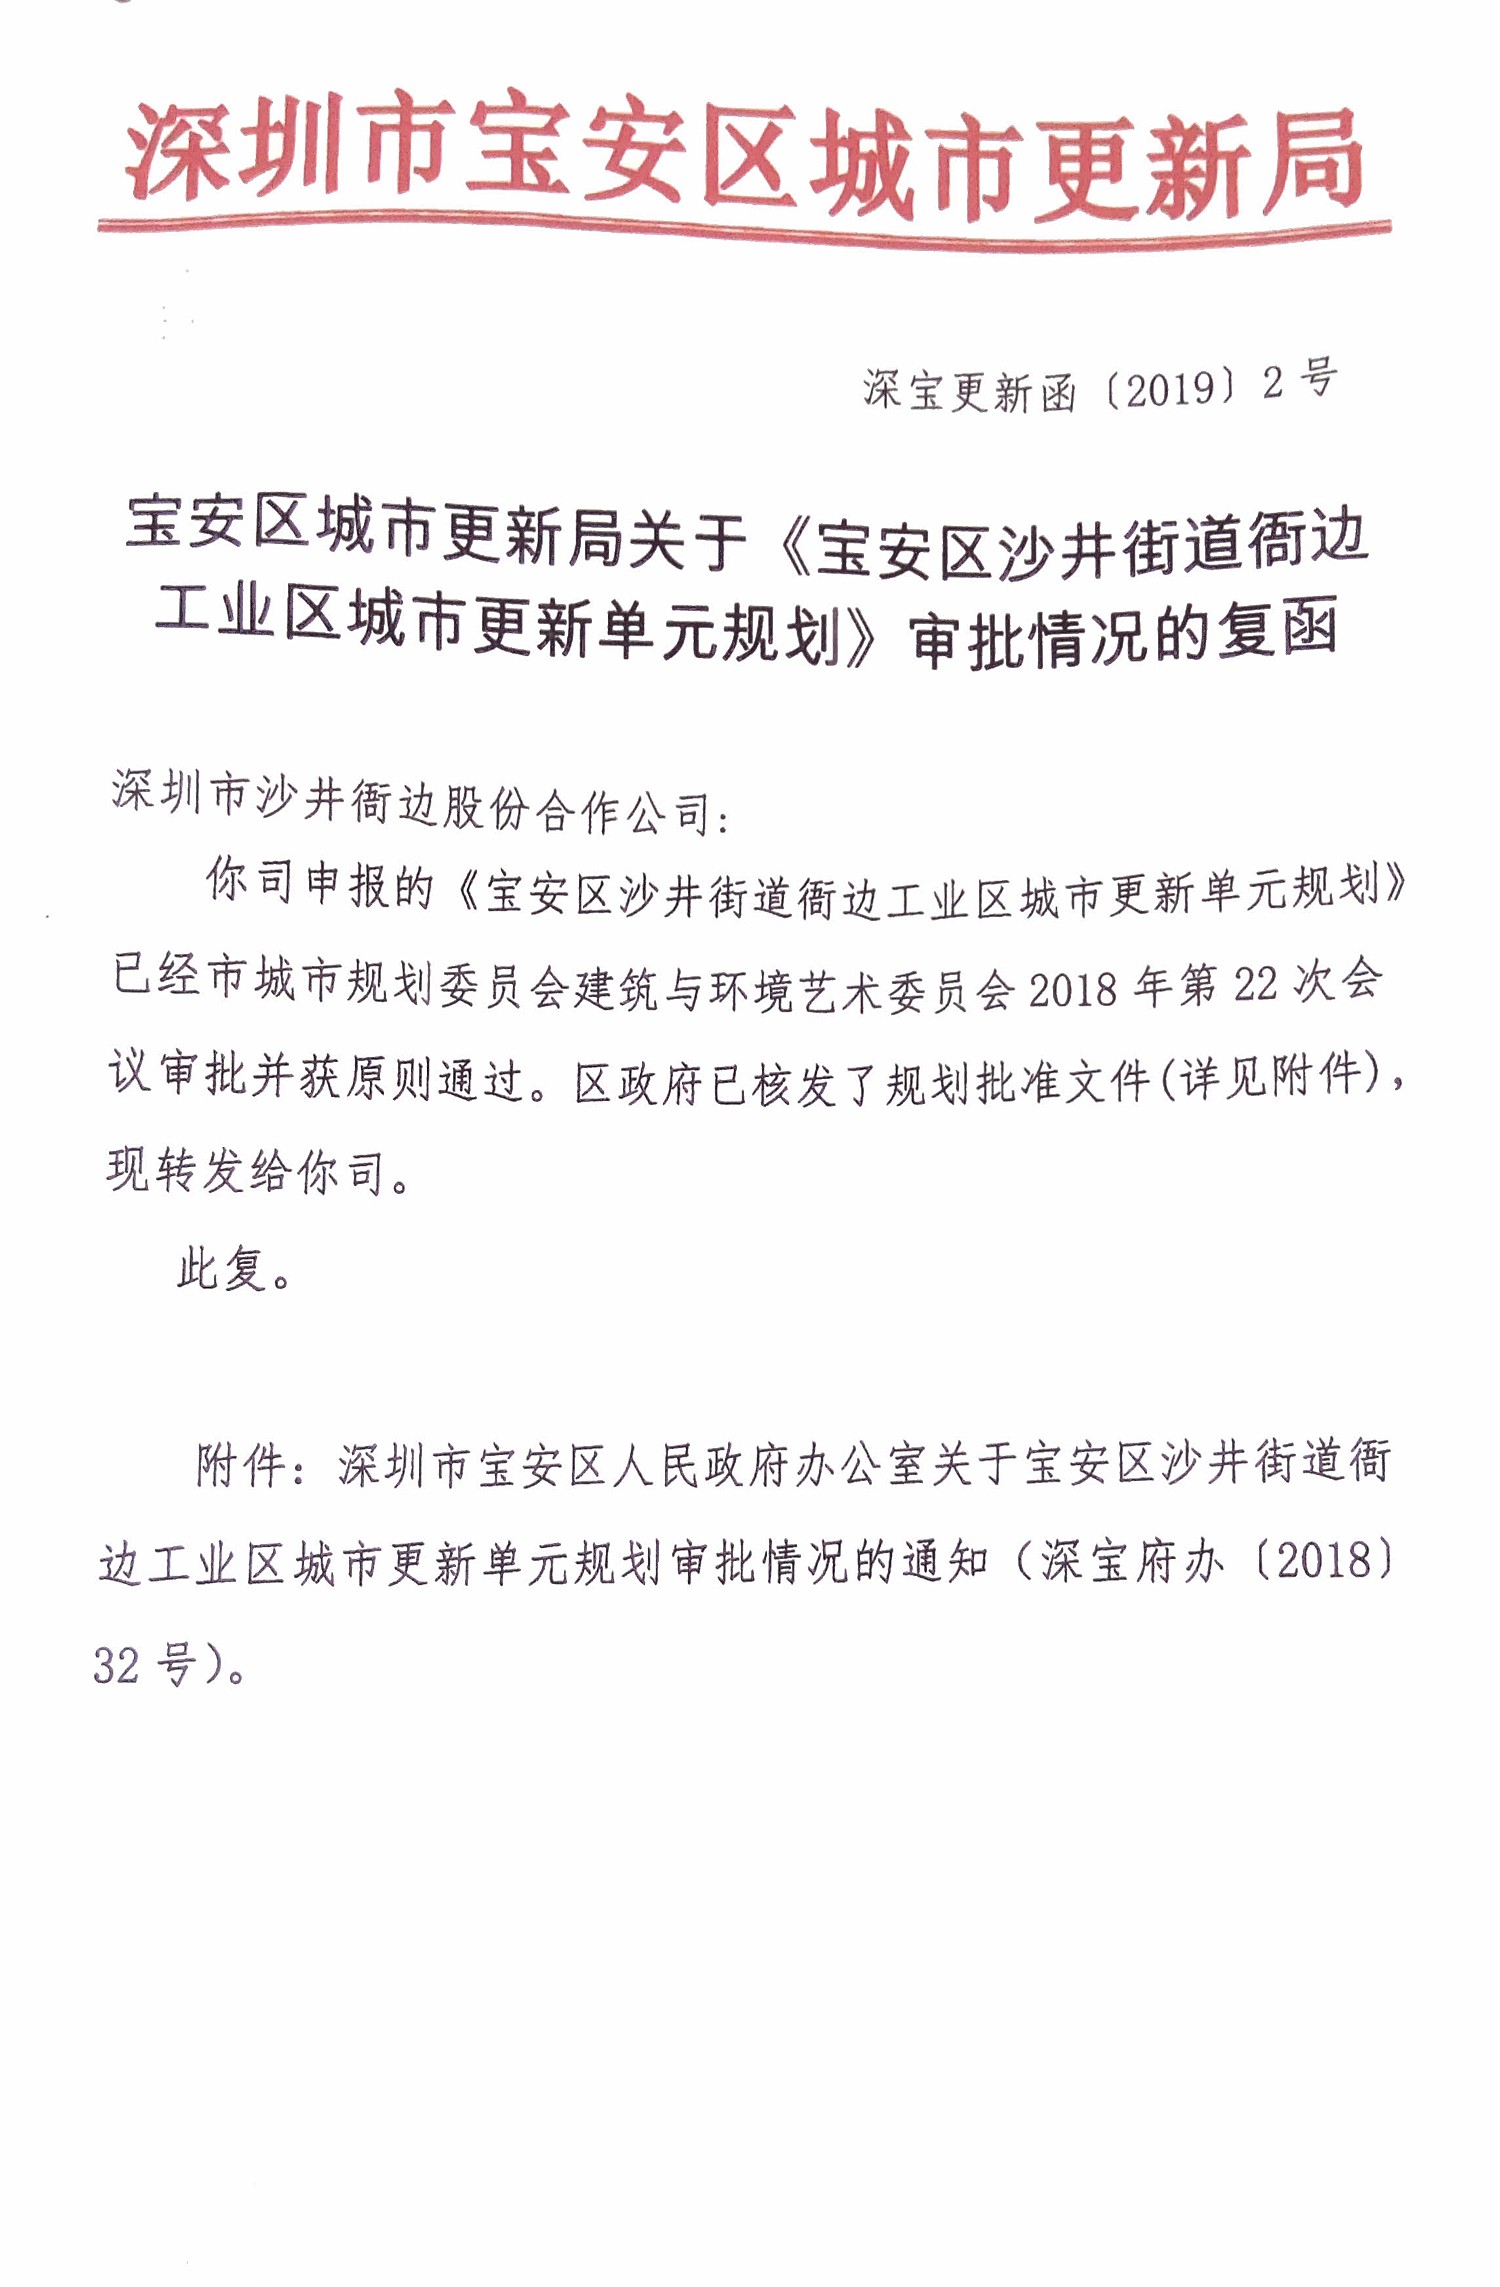 深圳市宝安区城市更新局
深宝更新函〔2019〕2号
宝安区城市更新局关于《宝安区沙井街道衙边
工业区城市更新单元规划》审批情况的复函
深圳市沙井衙边股份合作公司：
你司申报的《宝安区沙井街道衙边工业区城市更新单元规划》
已经市城市规划委员会建筑与环境艺术委员会2018年第22次会
议审批并获原则通过。区政府已核发了规划批准文件(详见附件)，
现转发给你司。
此复。
附件：深圳市宝安区人民政府办公室关于宝安区沙井街道衙
边工业区城市更新单元规划审批情况的通知（深宝府办〔2018〕
32号）。